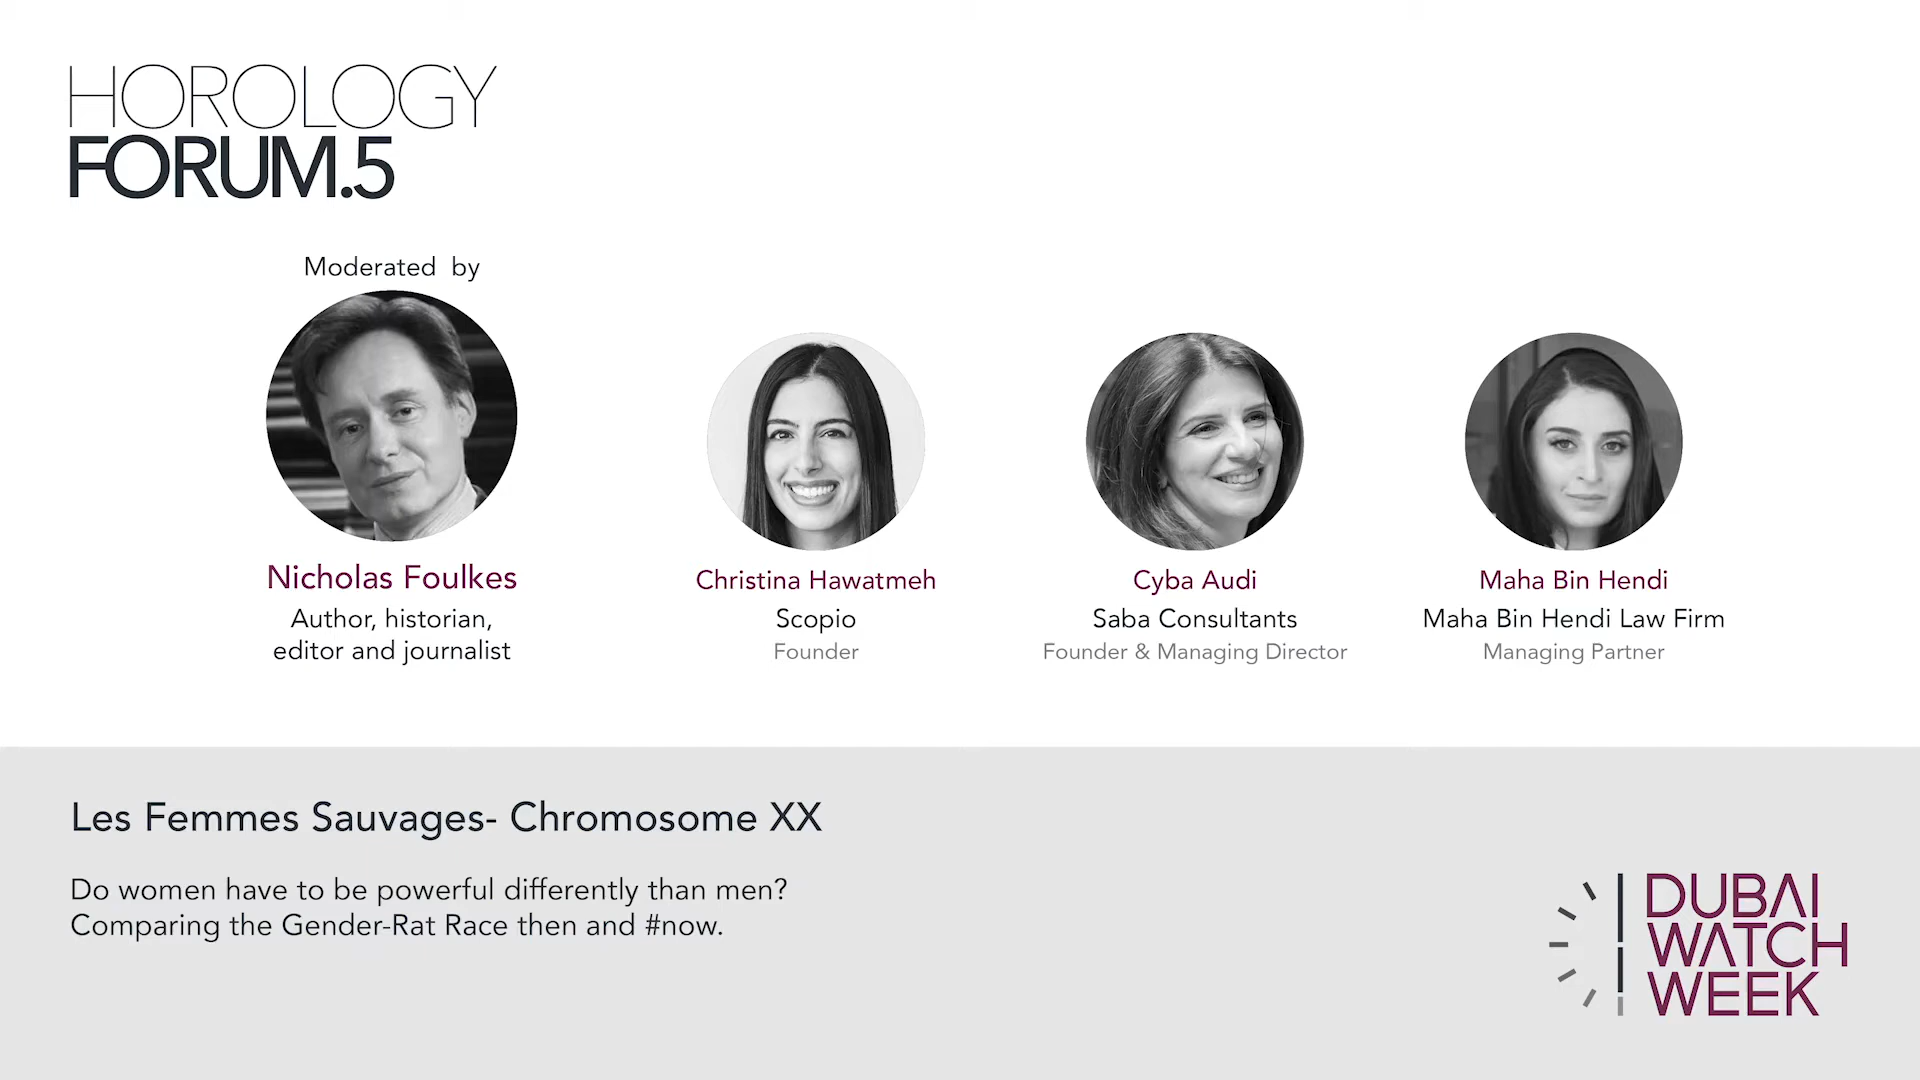 HOROLOGY
FORUM.5
Moderated by
Nicholas Foulkes
Author, historian,
editor and journalist
Christina Hawatmeh
Scopio
Founder
Cyba Audi
Saba Consultants
Founder & Managing Director
Maha Bin Hendi
Maha Bin Hendi Law Firm
Managing Partner
Les Femmes Sauvages- Chromosome XX
Do women have to be powerful differently than men?
Comparing the Gender-Rat Race then and #now.
DUBAI
WATCH
WEEK